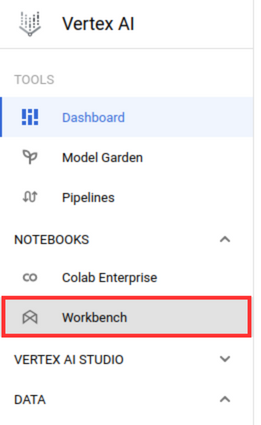 Vertex AI
TOOLS
Dashboard
Model Garden
Pipelines
NOTEBOOKS
Colab Enterprise
Workbench
VERTEX AI STUDIO
DATA